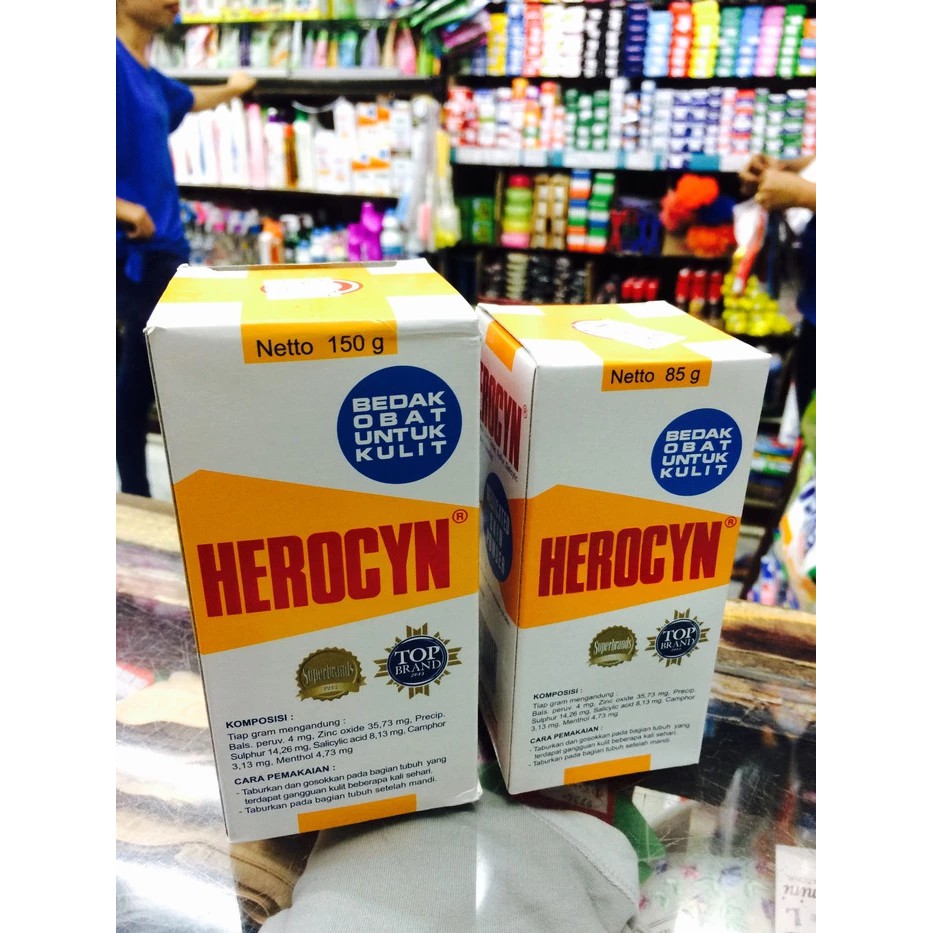 Netto 150 g
BEDAK
OBAT
UNTUK
KULIT
HEROCYN®
Superbrands
TOP
BRAND
KOMPOSISI :
Tiap gram mengandung :
Bals. peruv. 4 mg, Zinc oxide 35,73 mg, Precip.
Sulphur 14,26 mg, Salicylic acid 8,13 mg, Camphor
3,13 mg, Menthol 4,73 mg
CARA PEMAKAIAN :
- Taburkan dan gosokkan pada bagian tubuh yang
terdapat gangguan kulit beberapa kali sehari.
- Taburkan pada bagian tubuh setelah mandi.
Netto 85 g
BEDAK
OBAT
UNTUK
KULIT
HEROCYN®
Superbrands
TOP
BRAND
KOMPOSISI :
Tiap gram mengandung :
Bals. peruv. 4 mg, Zinc oxide 35,73 mg, Precip.
Sulphur 14,26 mg, Salicylic acid 8,13 mg, Camphor
3,13 mg, Menthol 4,73 mg
CARA PEMAKAIAN :
- Taburkan dan gosokkan pada bagian tubuh yang
terdapat gangguan kulit beberapa kali sehari.
- Taburkan pada bagian tubuh setelah mandi.